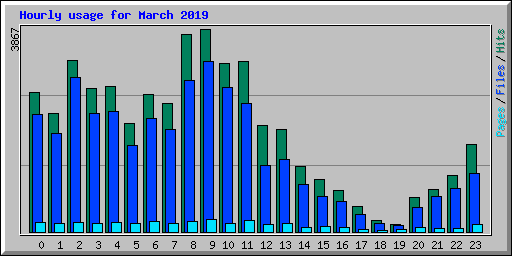 Hourly usage for March 2019
3867
Pages/Files/Hits
0 1 2 3 4 5 6 7 8 9 10 11 12 13 14 15 16 17 18 19 20 21 22 23